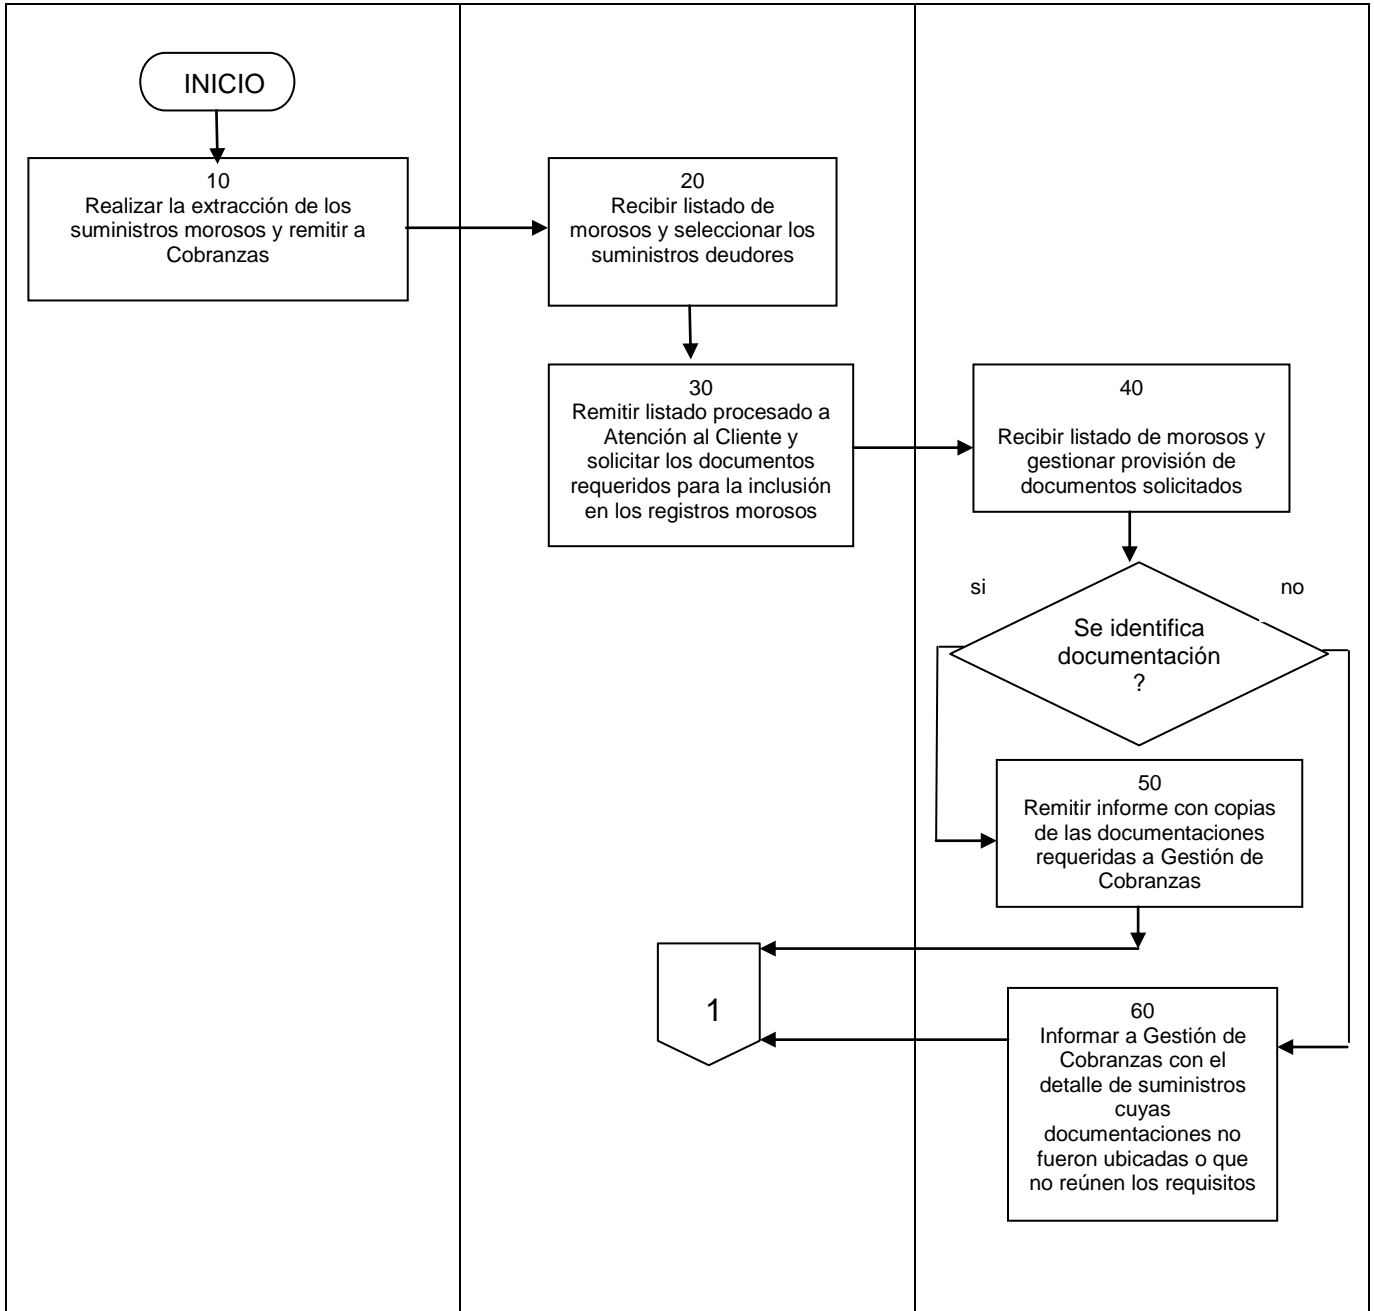 INICIO
10
Realizar la extracción de los
suministros morosos y remitir a
Cobranzas
20
Recibir listado de
morosos y seleccionar los
suministros deudores
30
Remitir listado procesado a
Atención al Cliente y
solicitar los documentos
requeridos para la inclusión
en los registros morosos
40
Recibir listado de morosos y
gestionar provisión de
documentos solicitados
si
no
Se identifica
documentación
?
50
Remitir informe con copias
de las documentaciones
requeridas a Gestión de
Cobranzas
1
60
Informar a Gestión de
Cobranzas con el
detalle de suministros
cuyas
documentaciones no
fueron ubicadas o que
no reúnen los requisitos